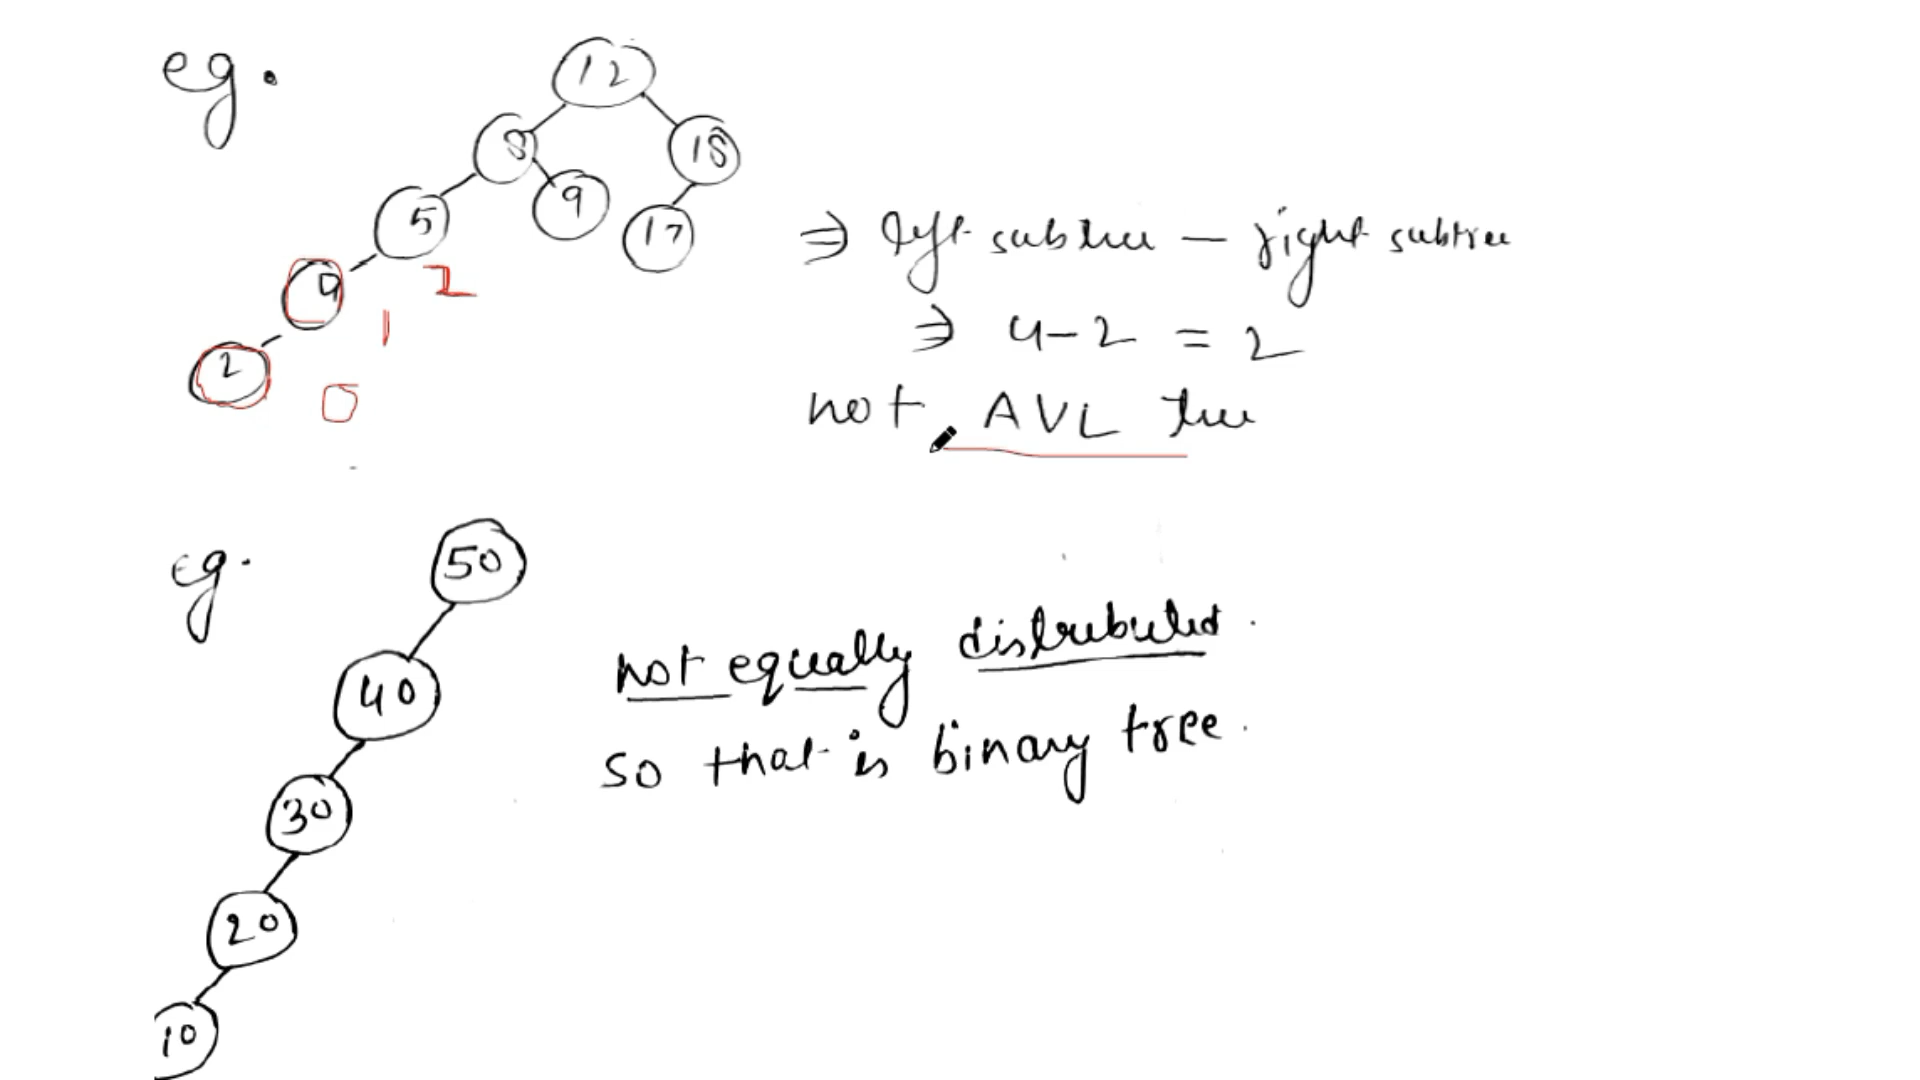 eg.
12
8
18
5
9
17
4
2
2
1
0
⇒ left subtree - right subtree
⇒ 4-2 = 2
not AVL tree
eg.
50
40
30
20
10
not equally distributed.
so that is binary tree.